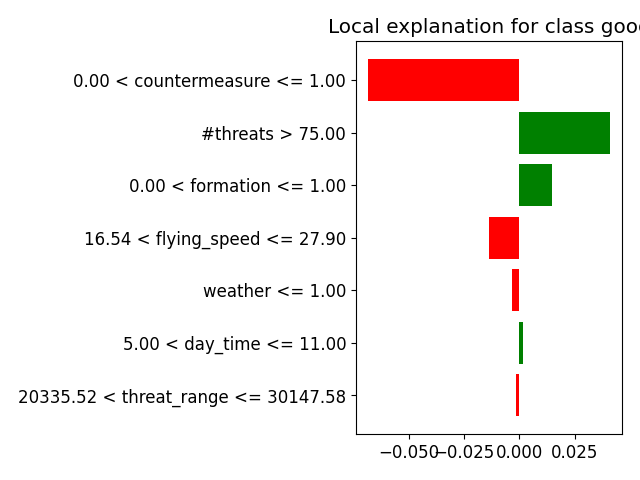 Local explanation for class goo
0.00 < countermeasure <= 1.00
#threats > 75.00
0.00 < formation <= 1.00
16.54 < flying_speed <= 27.90
weather <= 1.00
5.00 < day_time <= 11.00
20335.52 < threat_range <= 30147.58
−0.050 −0.025 0.000 0.025